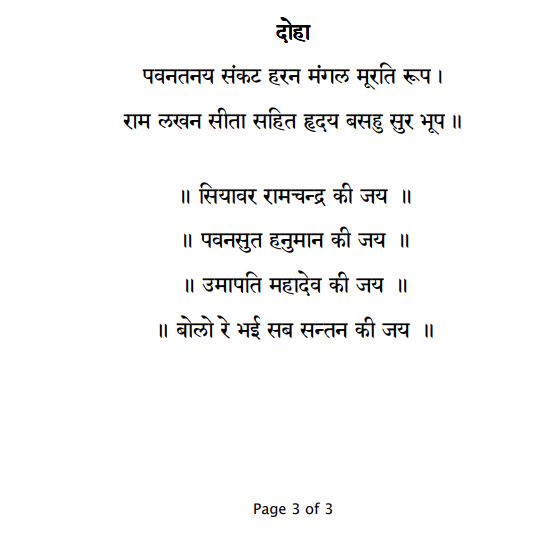 दोहा
पवनतनय संकट हरन मंगल मूरति रूप।
राम लखन सीता सहित हृदय बसहु सुर भूप॥
॥ सियावर रामचन्द्र की जय ॥
॥ पवनसुत हनुमान की जय ॥
॥ उमापति महादेव की जय ॥
॥ बोलो रे भई सब सन्तन की जय ॥
Page 3 of 3